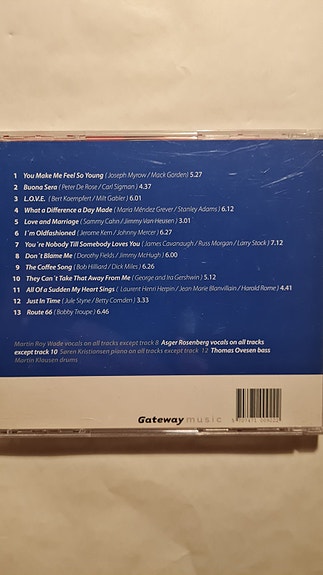 1 You Make Me Feel So Young ( Joseph Myrow / Mack Gorden) 5.27
2 Buona Sera ( Peter De Rose / Carl Sigman ) 4.37
3 L.O.V.E. ( Bert Kaempfert / Milt Gabler ) 6.01
4 What a Difference a Day Made ( Maria Méndez Grever / Stanley Adams ) 6.12
5 Love and Marriage ( Sammy Cahn / Jimmy Van Heusen ) 3.01
6 I´m Oldfashioned ( Jerome Kern / Johnny Mercer ) 6.27
7 You´re Nobody Till Somebody Loves You ( James Cavanaugh / Russ Morgan / Larry Stock ) 7.12
8 Don´t Blame Me ( Dorothy Fields / Jimmy McHugh ) 6.00
9 The Coffee Song ( Bob Hilliard / Dick Miles ) 6.26
10 They Can´t Take That Away From Me ( George and Ira Gershwin ) 5.12
11 All Of a Sudden My Heart Sings ( Laurent Henri Herpin / Jean Marie Blanvillain / Harold Rome ) 4.41
12 Just in Time ( Jule Styne / Betty Comden ) 3.33
13 Route 66 ( Bobby Troupe ) 6.46
Martin Roy Wade vocals on all tracks except track 8 Asger Rosenberg vocals on all tracks
except track 10 Søren Kristiansen piano on all tracks except track 12 Thomas Ovesen bass
Martin Klausen drums
Gateway music